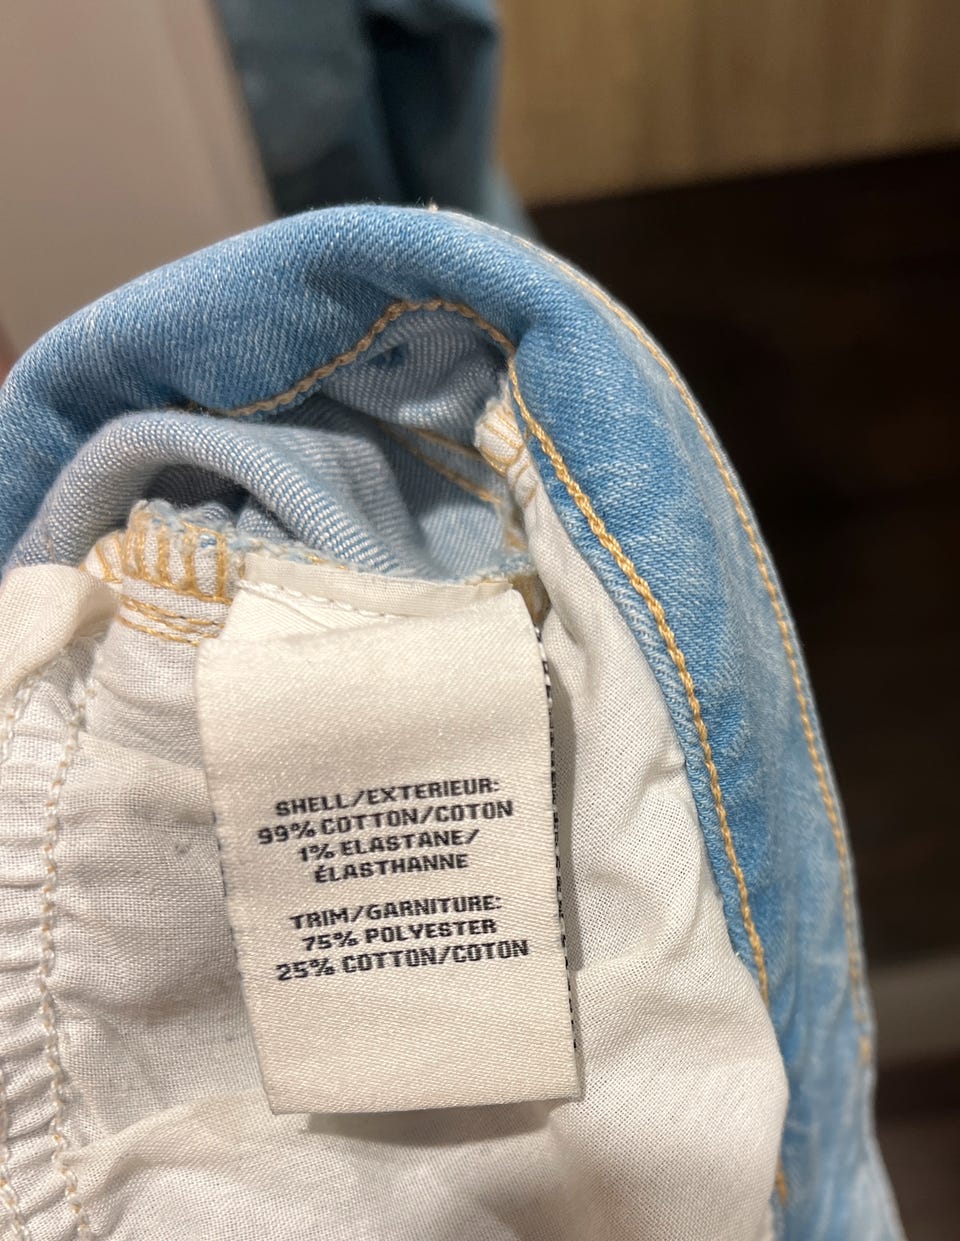 SHELL/EXTERIEUR:
99% COTTON/COTON
1% ELASTANE/
ÉLASTHANNE
TRIM/GARNITURE:
75% POLYESTER
25% COTTON/COTON